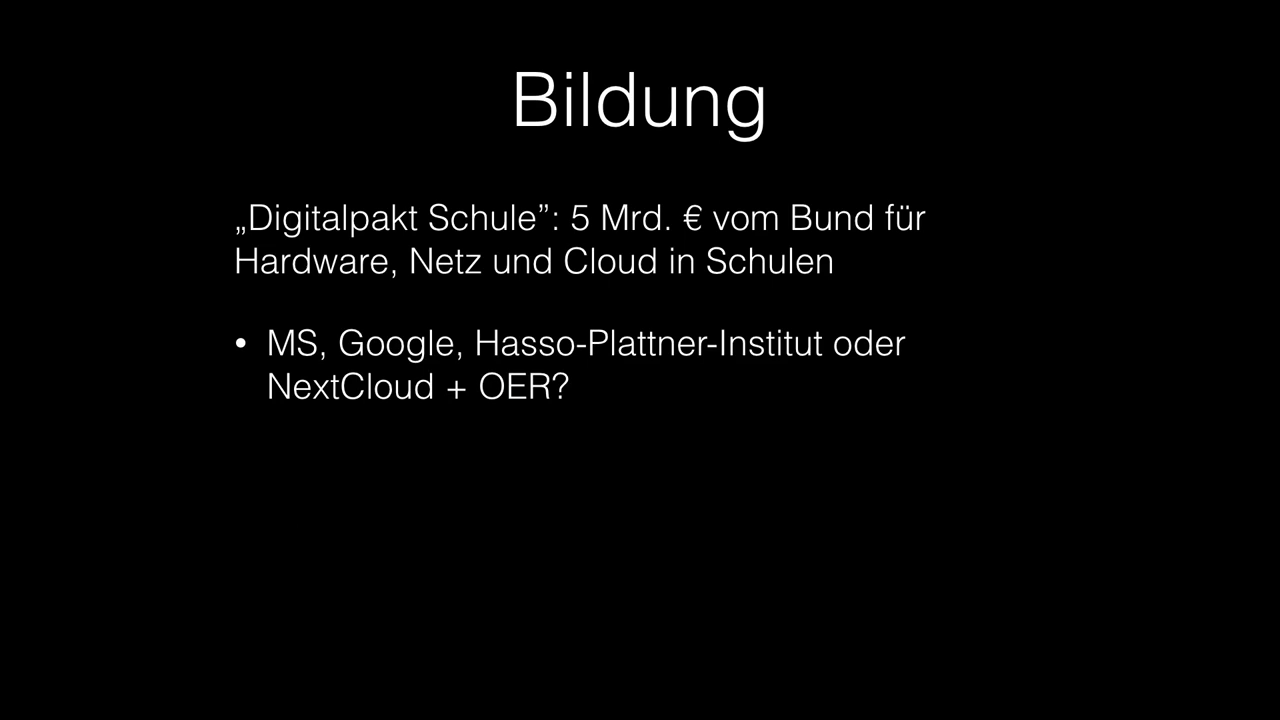 Bildung
„Digitalpakt Schule”: 5 Mrd. € vom Bund für
Hardware, Netz und Cloud in Schulen
• MS, Google, Hasso-Plattner-Institut oder
NextCloud + OER?